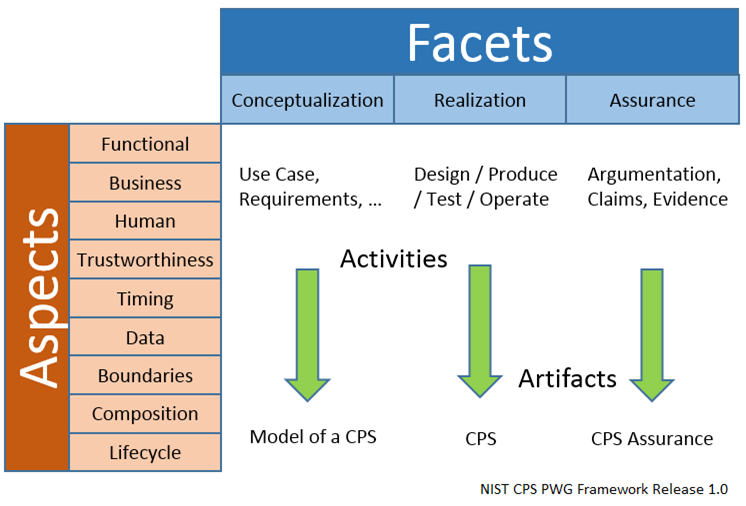 Facets
Conceptualization
Realization
Assurance
Aspects
Functional
Business
Human
Trustworthiness
Timing
Data
Boundaries
Composition
Lifecycle
Use Case,
Requirements, ...
Design / Produce
/ Test / Operate
Argumentation,
Claims, Evidence
Activities
Artifacts
Model of a CPS
CPS
CPS Assurance
NIST CPS PWG Framework Release 1.0